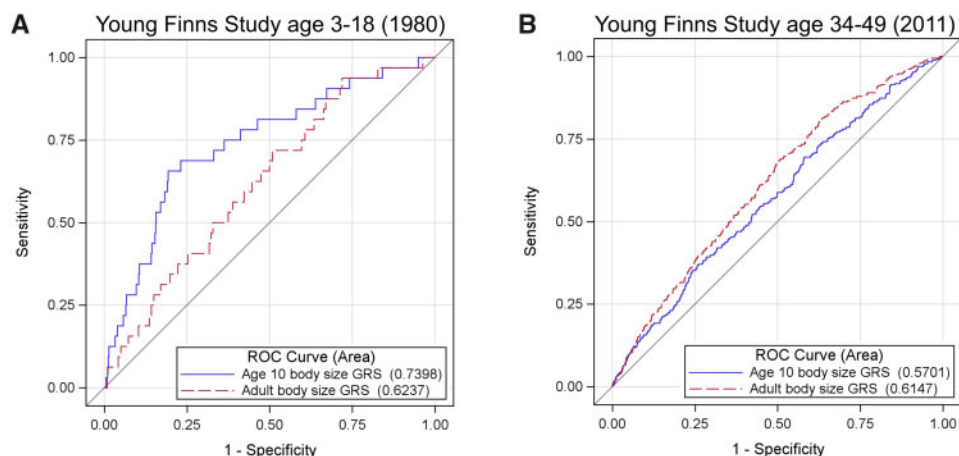 A
Young Finns Study age 3-18 (1980)
1.00
0.75
0.50
0.25
0.00
Sensitivity
ROC Curve (Area)
Age 10 body size GRS (0.7398)
Adult body size GRS (0.6237)
0.00 0.25 0.50 0.75 1.00
1 - Specificity
B
Young Finns Study age 34-49 (2011)
1.00
0.75
0.50
0.25
0.00
Sensitivity
ROC Curve (Area)
Age 10 body size GRS (0.5701)
Adult body size GRS (0.6147)
0.00 0.25 0.50 0.75 1.00
1 - Specificity